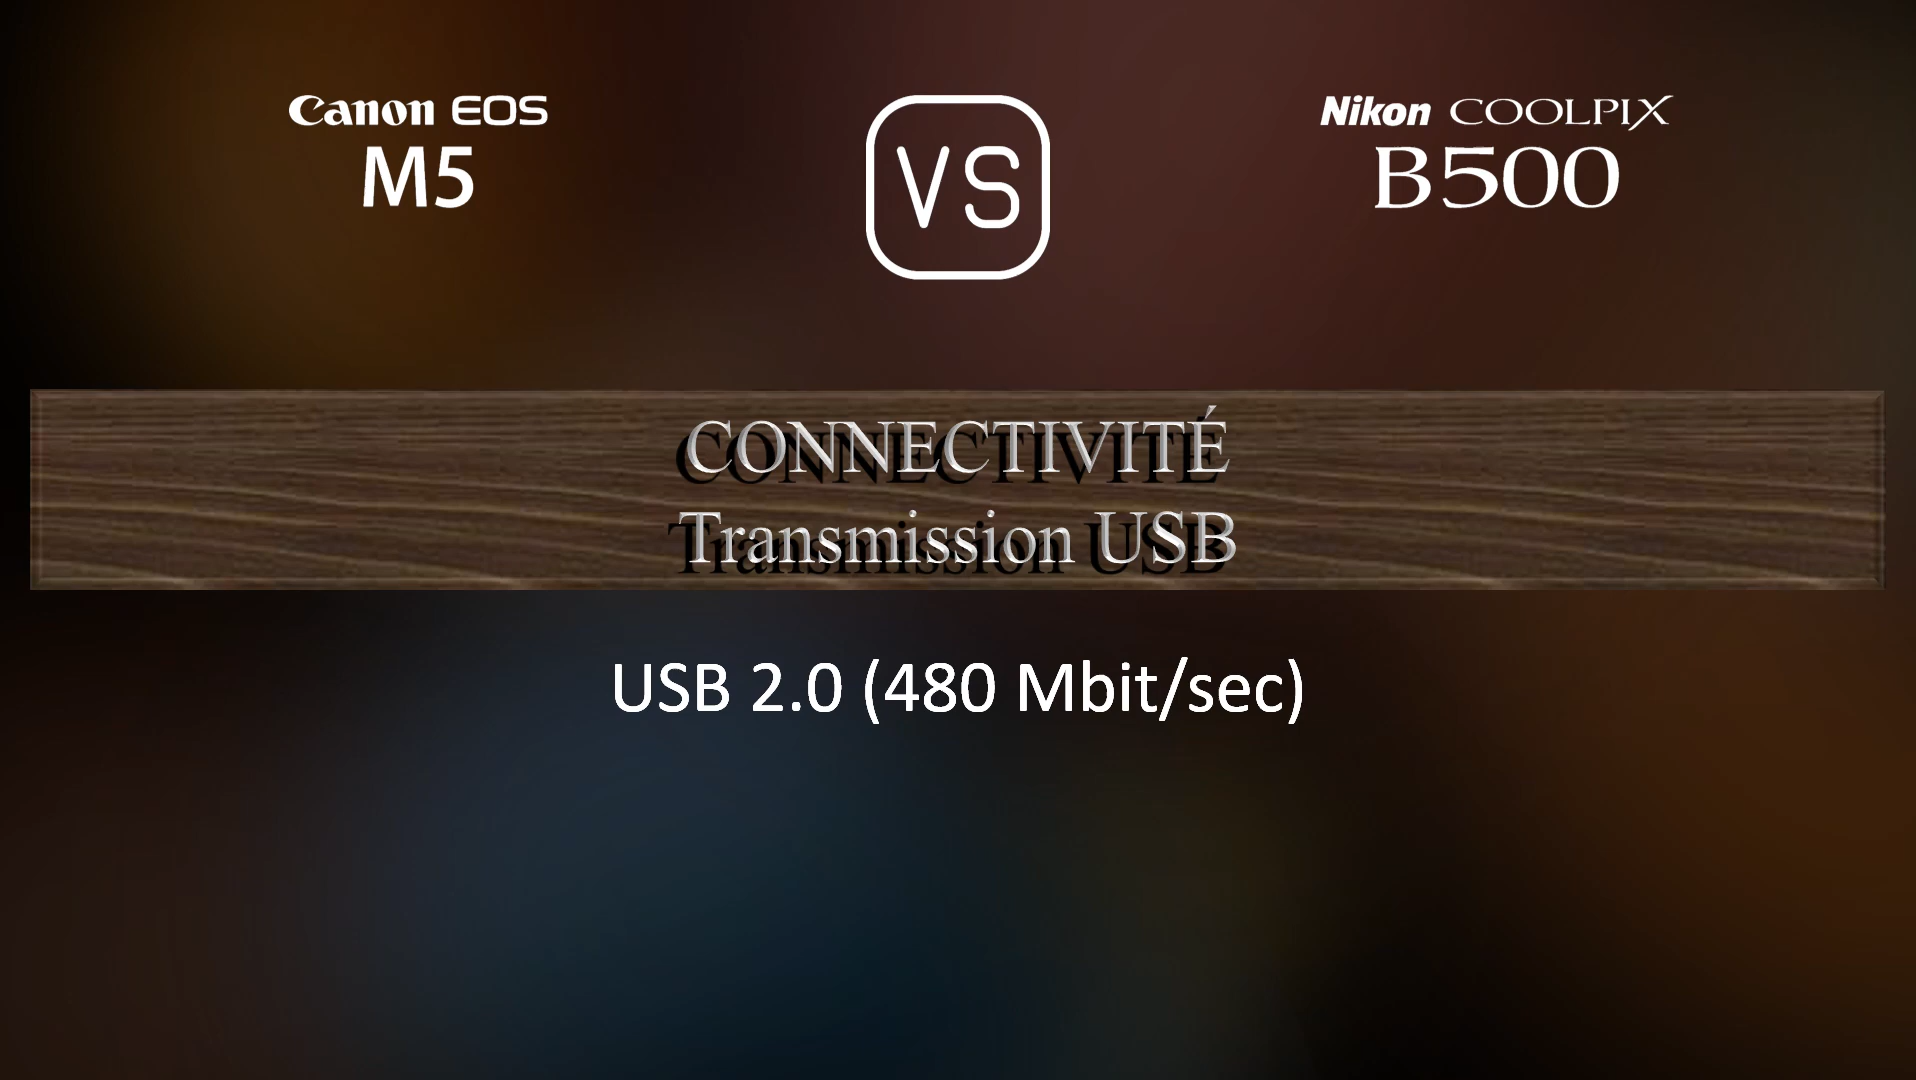 Canon EOS
M5
VS
Nikon COOLPIX
B500
CONNECTIVITÉ
Transmission USB
USB 2.0 (480 Mbit/sec)